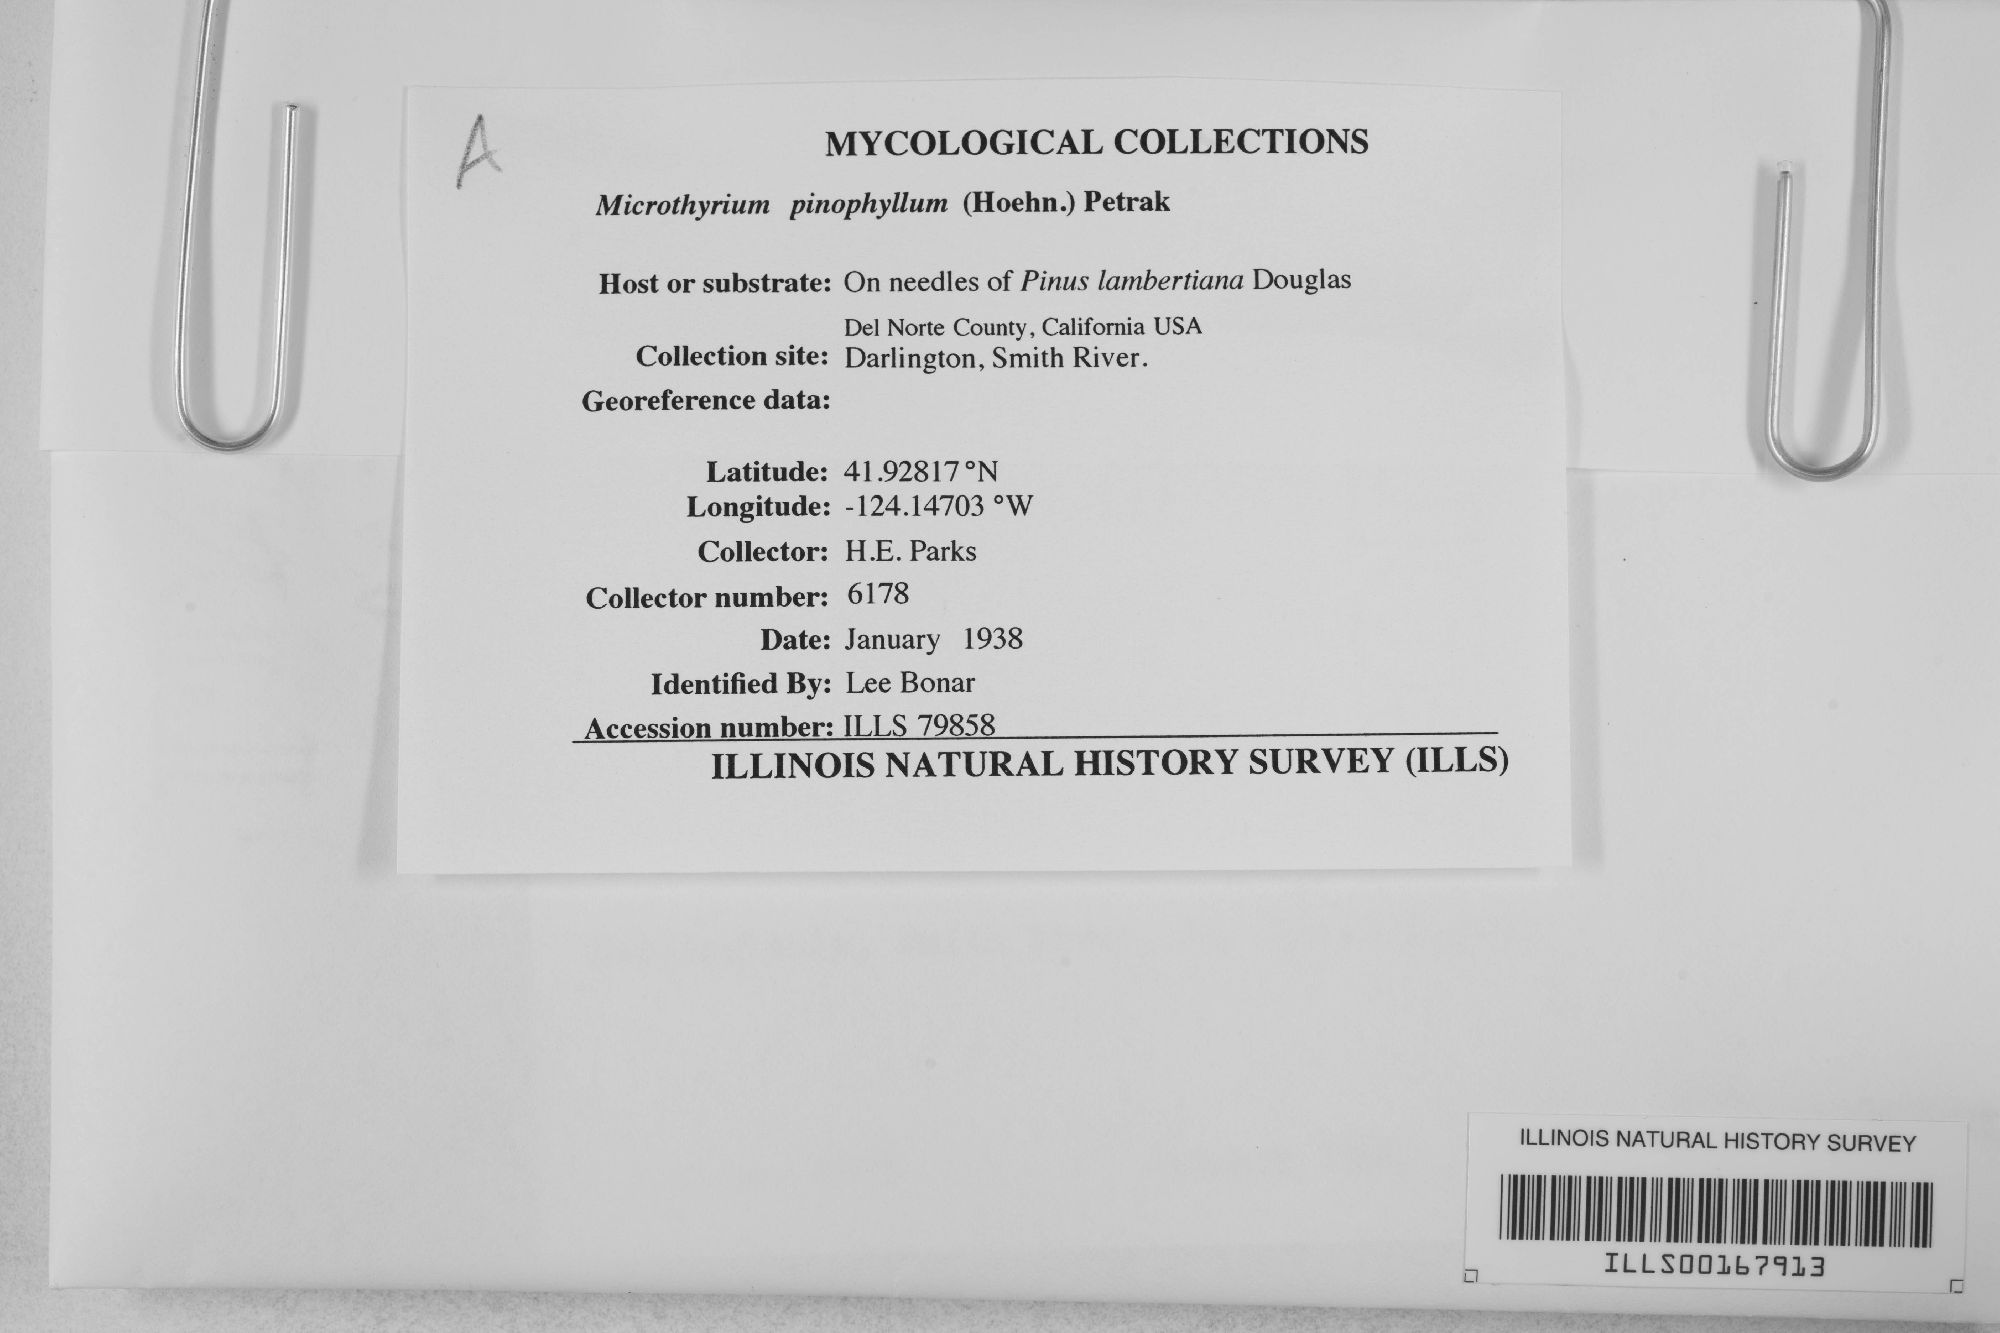 A
MYCOLOGICAL COLLECTIONS
Microthyrium pinophyllum (Hoehn.) Petrak
Host or substrate: On needles of Pinus lambertiana Douglas
Del Norte County, California USA
Collection site: Darlington, Smith River.
Georeference data:
Latitude: 41.92817 °N
Longitude: -124.14703 °W
Collector: H.E. Parks
Collector number: 6178
Date: January 1938
Identified By: Lee Bonar
Accession number: ILLS 79858
ILLINOIS NATURAL HISTORY SURVEY (ILLS)
ILLINOIS NATURAL HISTORY SURVEY
ILLS00167913